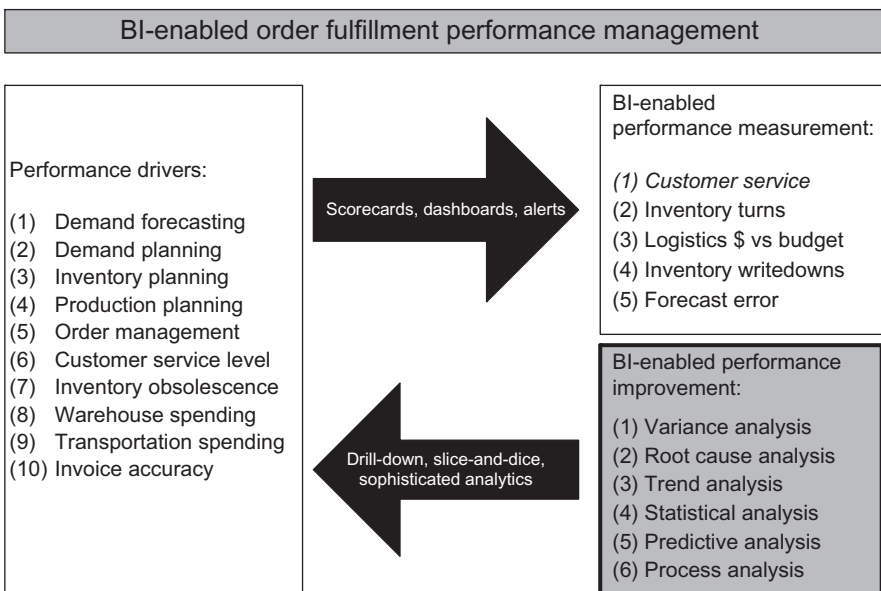 BI-enabled order fulfillment performance management
Performance drivers:
(1) Demand forecasting
(2) Demand planning
(3) Inventory planning
(4) Production planning
(5) Order management
(6) Customer service level
(7) Inventory obsolescence
(8) Warehouse spending
(9) Transportation spending
(10) Invoice accuracy
Scorecards, dashboards, alerts
BI-enabled
performance measurement:
(1) Customer service
(2) Inventory turns
(3) Logistics $ vs budget
(4) Inventory writedowns
(5) Forecast error
Drill-down, slice-and-dice,
sophisticated analytics
BI-enabled performance
improvement:
(1) Variance analysis
(2) Root cause analysis
(3) Trend analysis
(4) Statistical analysis
(5) Predictive analysis
(6) Process analysis